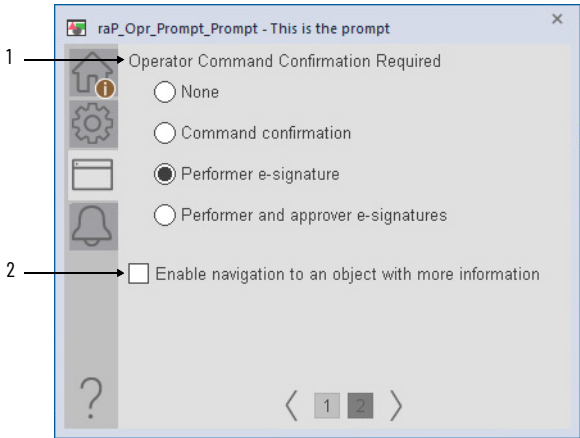 raP_Opr_Prompt_Prompt - This is the prompt
1
Operator Command Confirmation Required
None
Command confirmation
Performer e-signature
Performer and approver e-signatures
2
Enable navigation to an object with more information
?
1 2